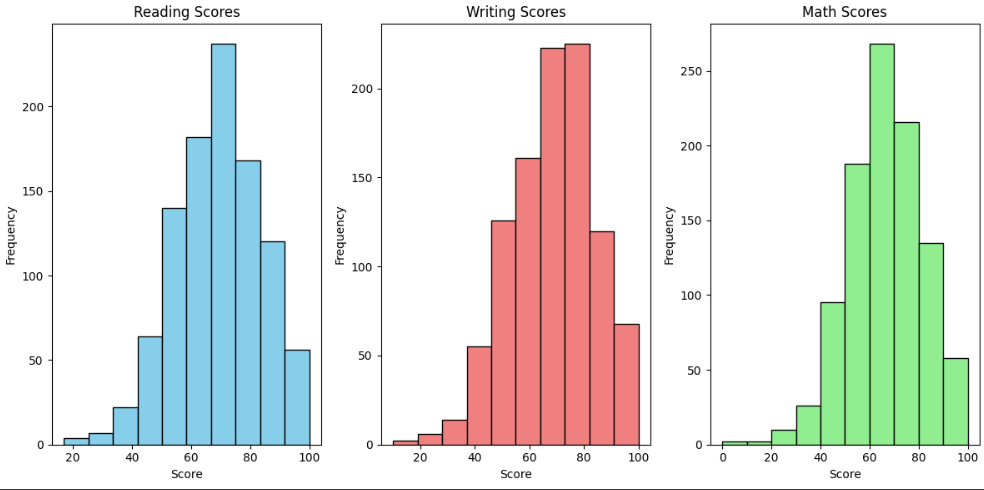 Reading Scores
200
150
100
50
0
Frequency
20 40 60 80 100
Score
Writing Scores
200
150
100
50
0
Frequency
20 40 60 80 100
Score
Math Scores
250
200
150
100
50
0
Frequency
0 20 40 60 80 100
Score